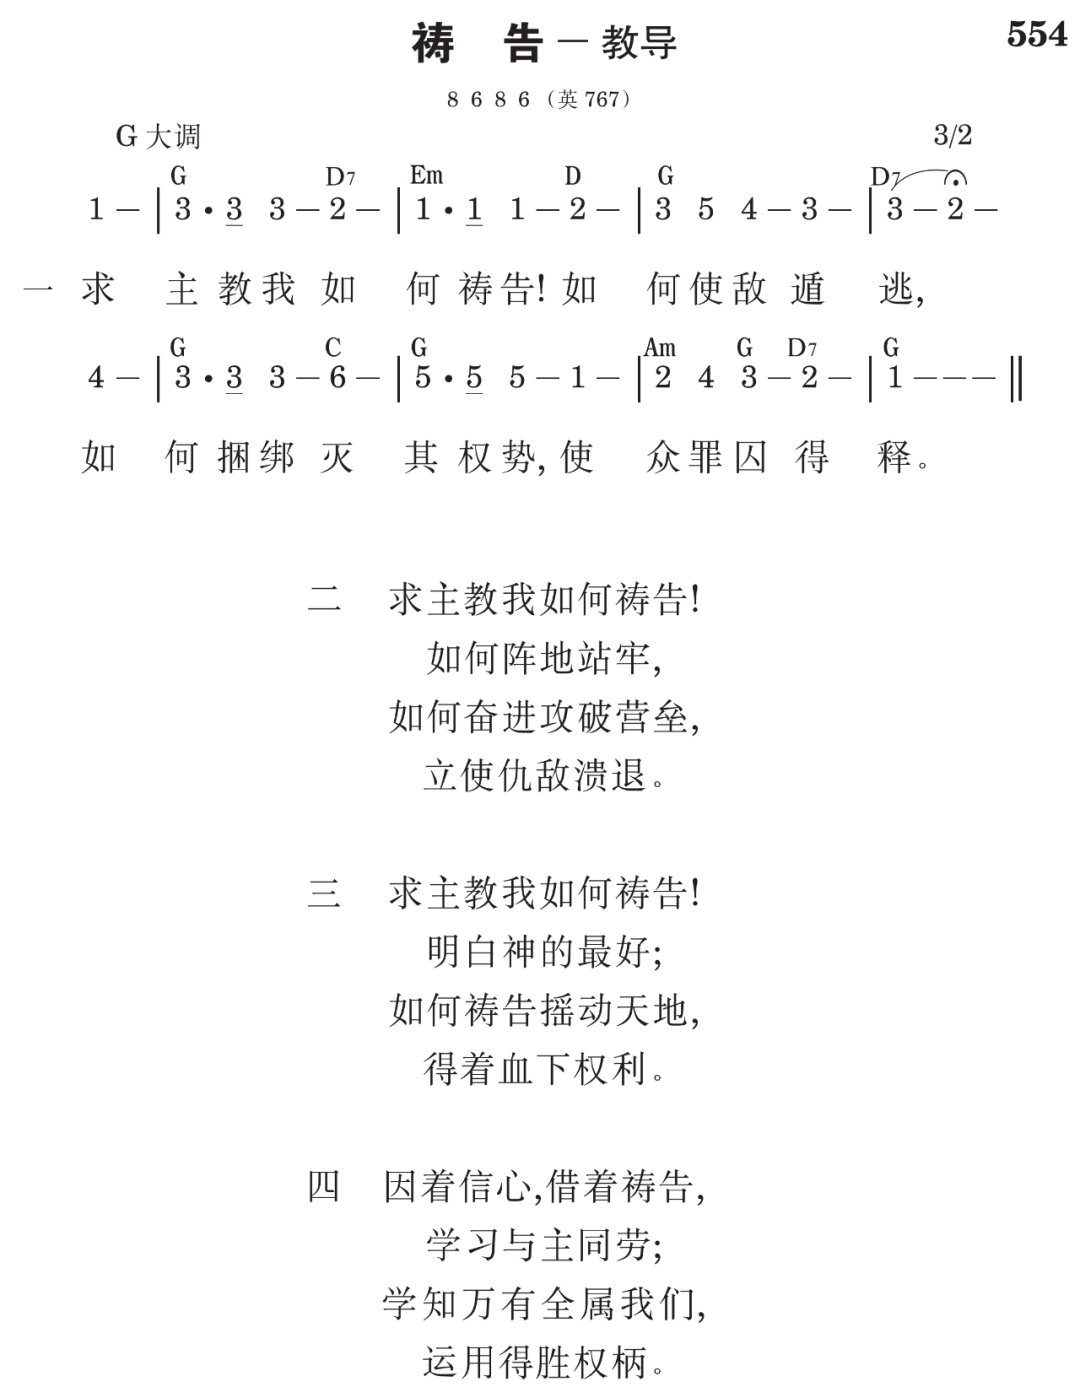 祷 告 — 教导
554
8 6 8 6 (英 767)
G 大调 3/2
G D7 Em D G D7
1 – | 3 · 3 3 – 2 – | 1 · 1 1 – 2 – | 3 5 4 – 3 – | 3 – 2 –
一 求 主 教 我 如 何 祷 告! 如 何 使 敌 遁 逃,
G C G Am G D7 G
4 – | 3 · 3 3 – 6 – | 5 · 5 5 – 1 – | 2 4 3 – 2 – | 1 – – – ‖
如 何 捆 绑 灭 其 权 势, 使 众 罪 囚 得 释。
二 求主教我如何祷告!
如何阵地站牢,
如何奋进攻破营垒,
立使仇敌溃退。
三 求主教我如何祷告!
明白神的最好;
如何祷告摇动天地,
得着血下权利。
四 因着信心,借着祷告,
学习与主同劳;
学知万有全属我们,
运用得胜权柄。